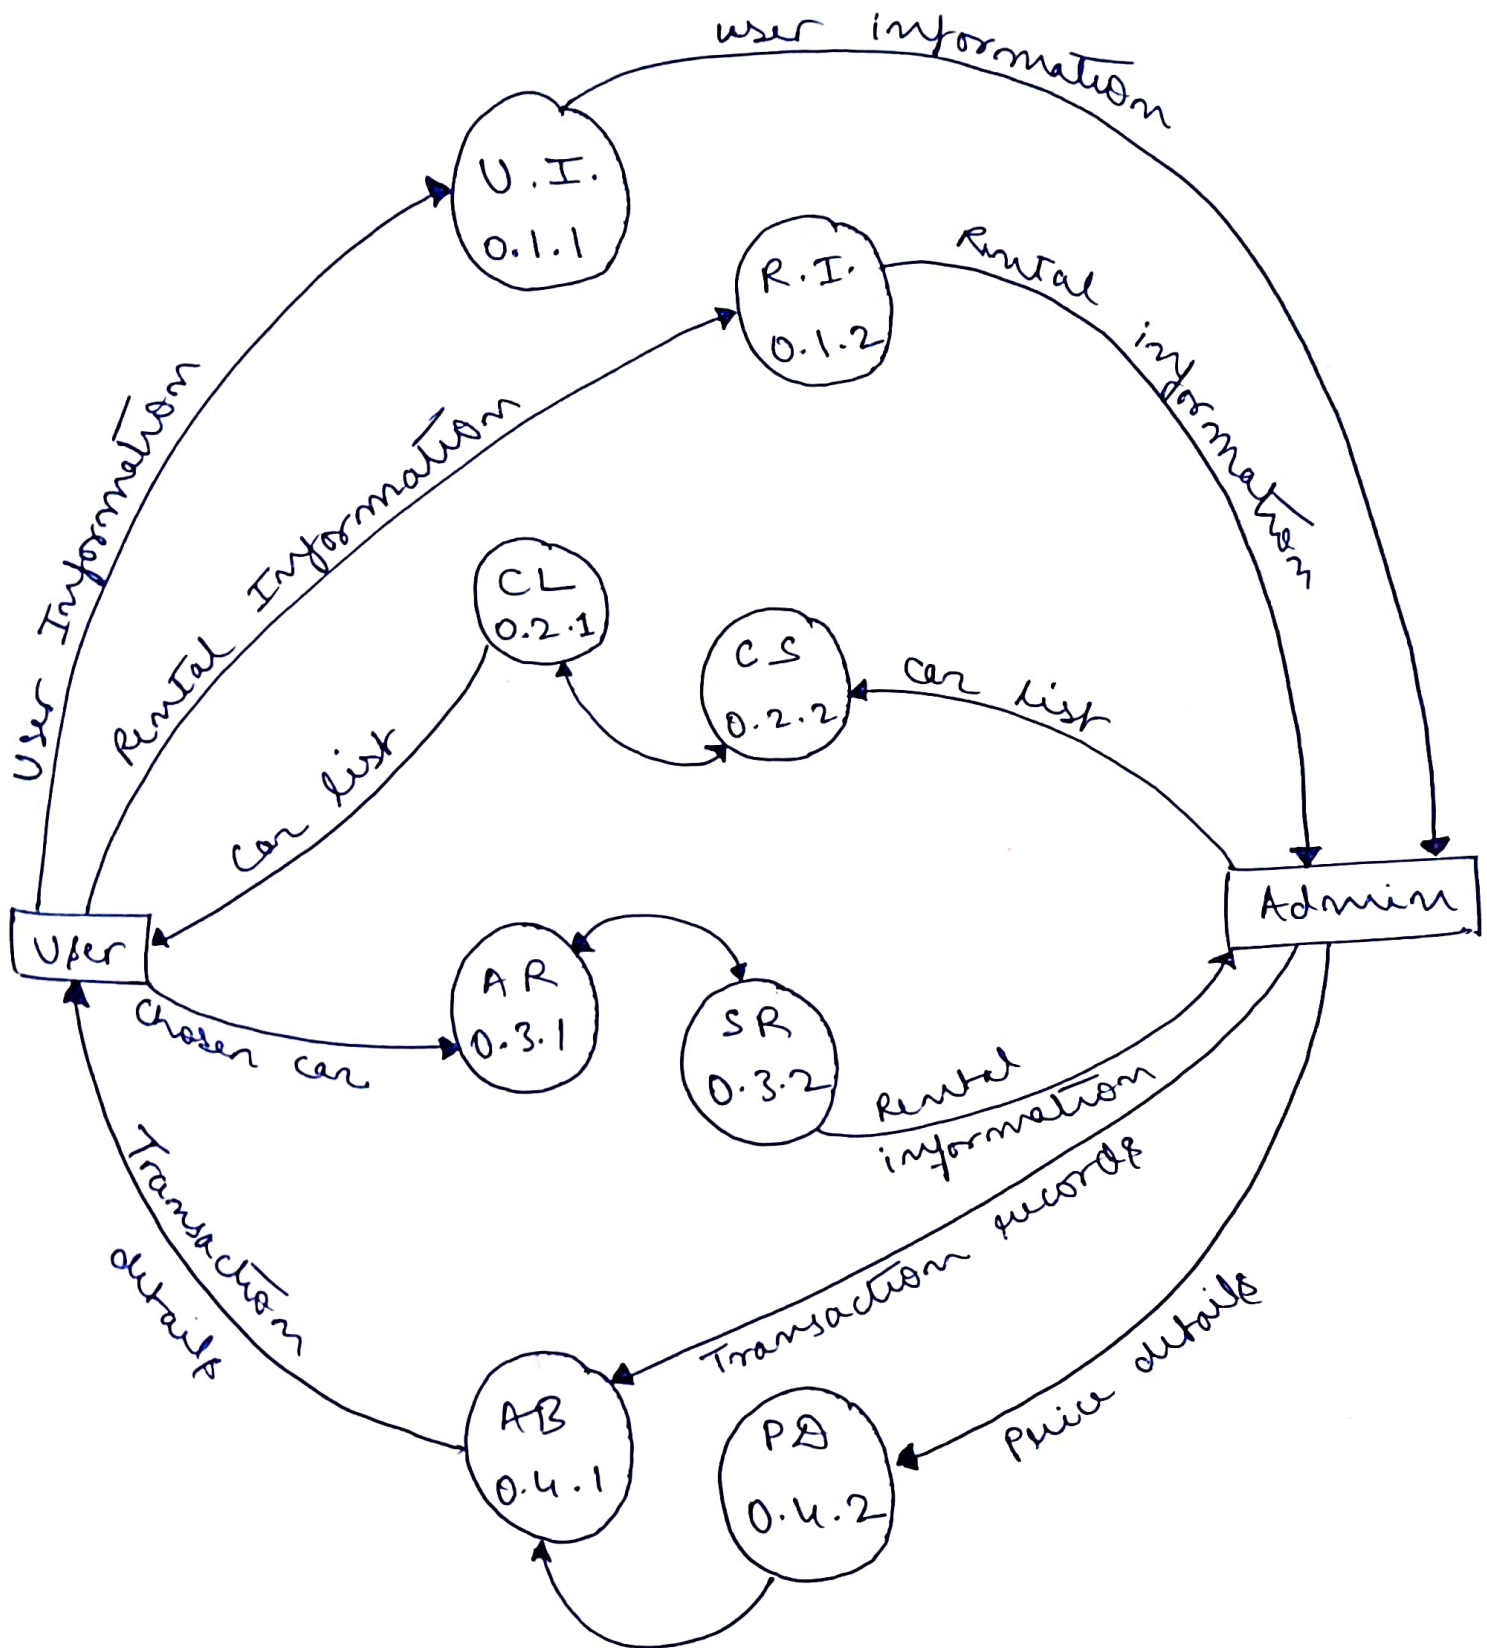 user information
U.I.
0.1.1
R.I.
0.1.2
Rental information
User Information
Rental Information
CL
0.2.1
CS
0.2.2
car list
car list
User
Admin
chosen car
AR
0.3.1
SR
0.3.2
Rental
information
Transaction
details
Transaction records
Price details
AB
0.4.1
PD
0.4.2